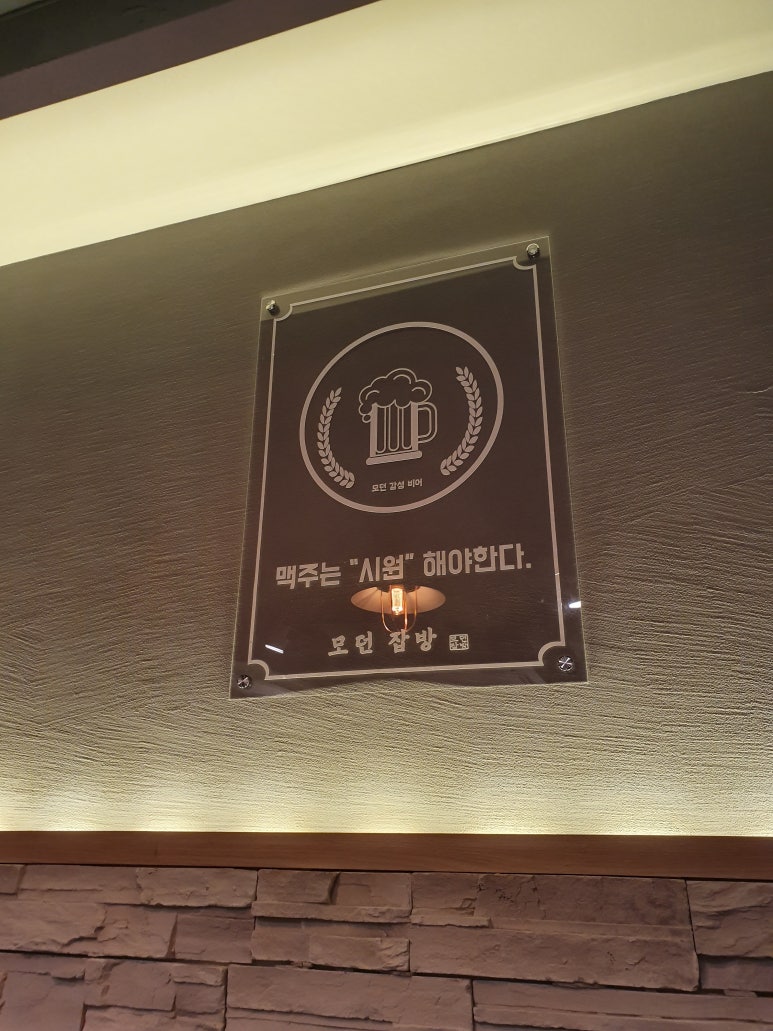 모던 감성 비어
맥주는 "시원" 해야한다.
모던 잡방